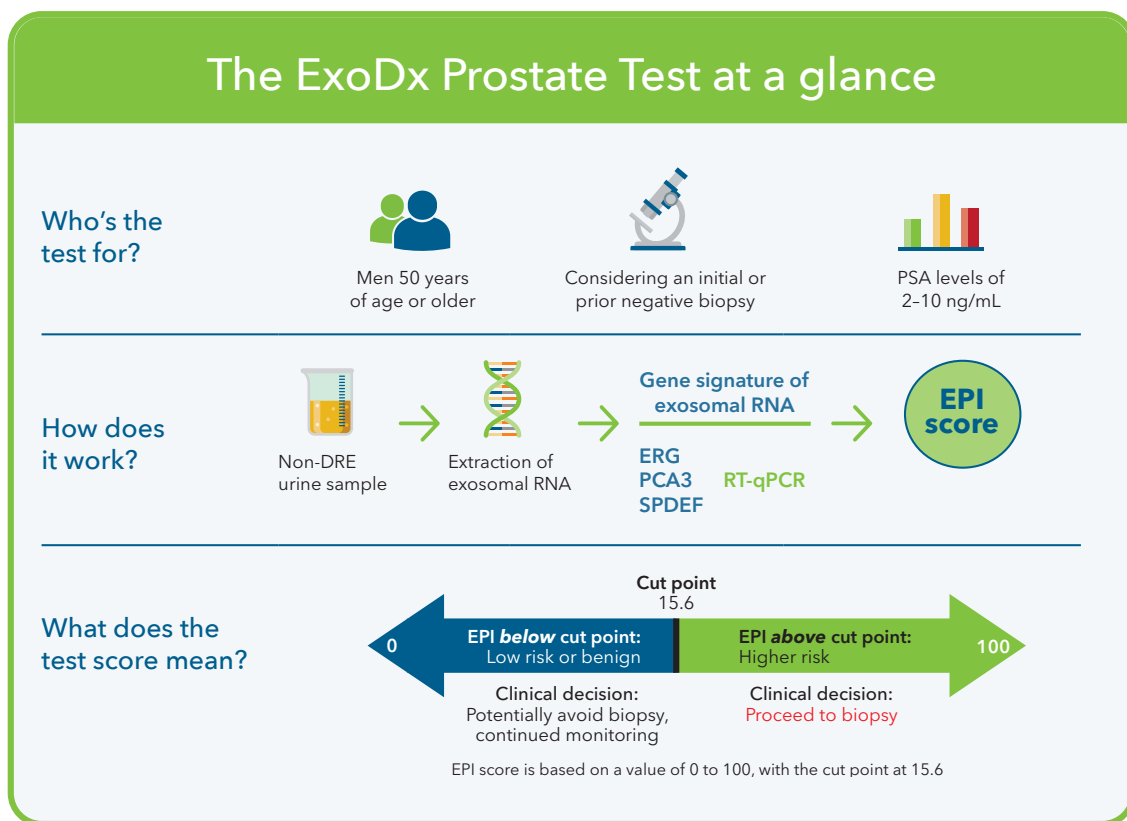 The ExoDx Prostate Test at a glance
Who's the
test for?
Men 50 years
of age or older
Considering an initial or
prior negative biopsy
PSA levels of
2–10 ng/mL
How does
it work?
Non-DRE
urine sample
Extraction of
exosomal RNA
Gene signature of
exosomal RNA
ERG
PCA3
SPDEF
RT-qPCR
EPI
score
What does the
test score mean?
Cut point
15.6
0
EPI below cut point:
Low risk or benign
EPI above cut point:
Higher risk
100
Clinical decision:
Potentially avoid biopsy,
continued monitoring
Clinical decision:
Proceed to biopsy
EPI score is based on a value of 0 to 100, with the cut point at 15.6